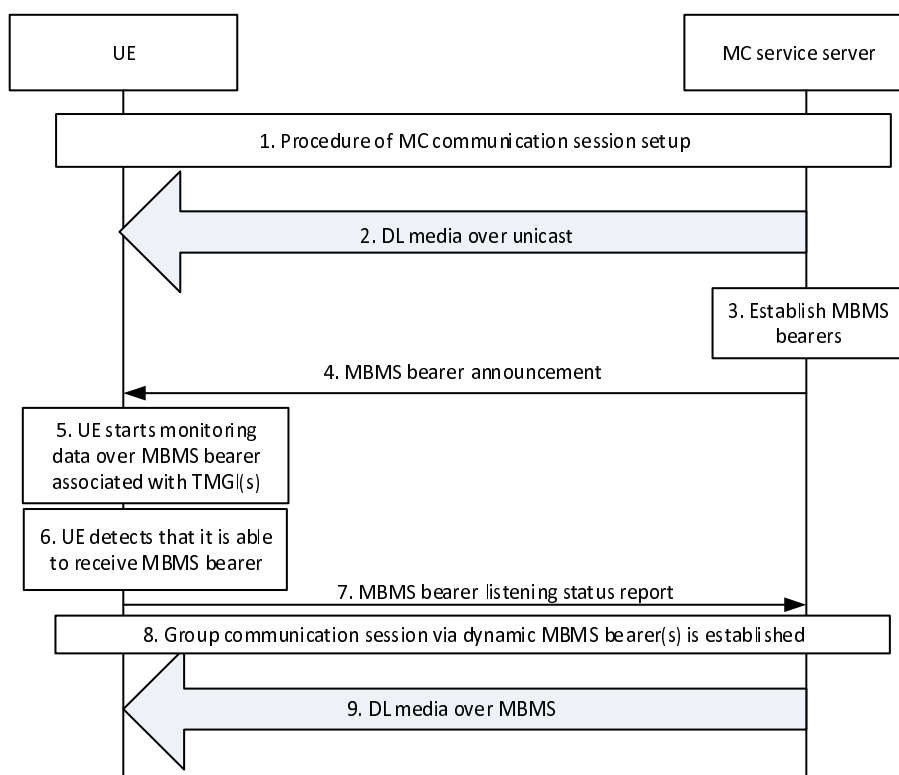 UE
MC service server
1. Procedure of MC communication session setup
2. DL media over unicast
3. Establish MBMS
bearers
4. MBMS bearer announcement
5. UE starts monitoring
data over MBMS bearer
associated with TMGI(s)
6. UE detects that it is able
to receive MBMS bearer
7. MBMS bearer listening status report
8. Group communication session via dynamic MBMS bearer(s) is established
9. DL media over MBMS